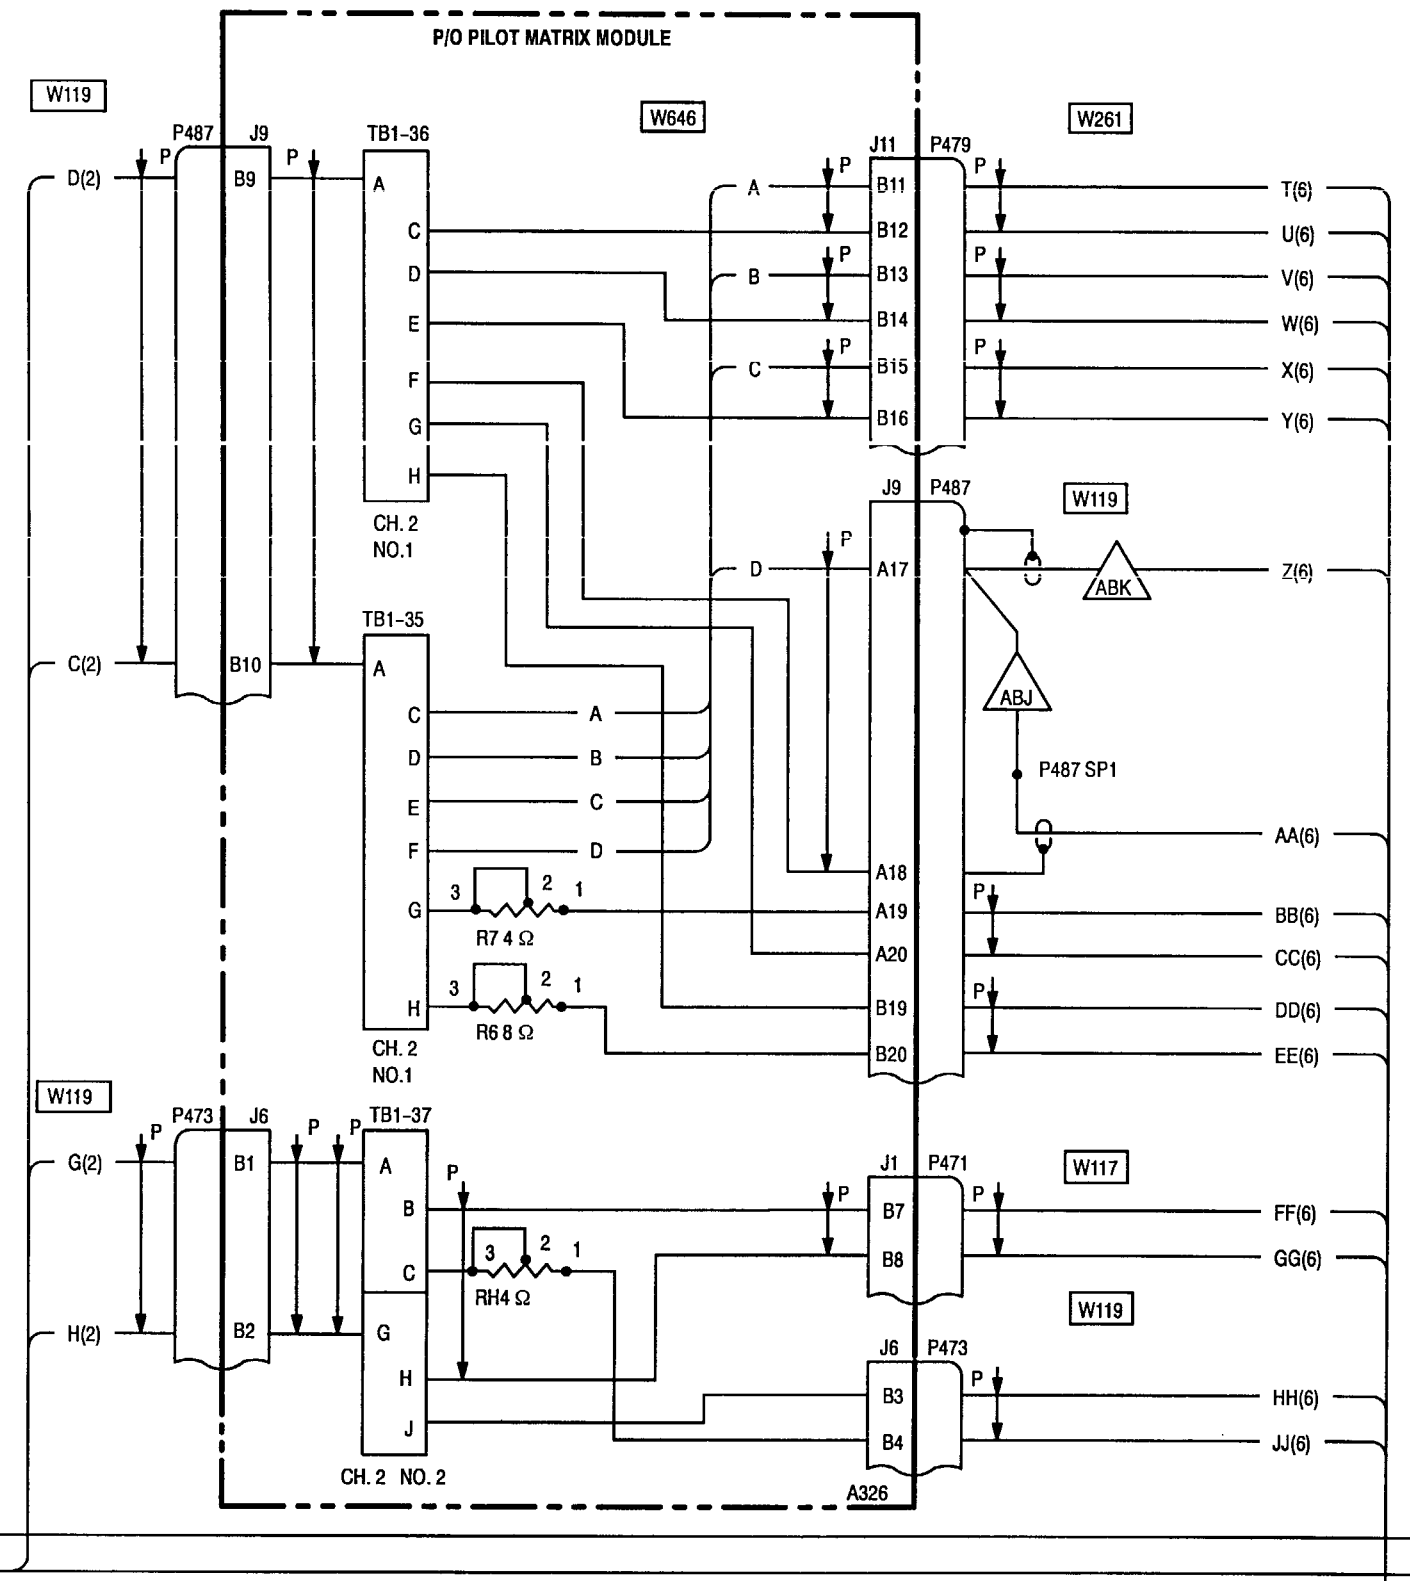 P/O PILOT MATRIX MODULE
W119
W646
W261
P487 J9
TB1-36
J11 P479
D(2) P B9 P A
A P B11 P T(6)
C B12 U(6)
D B P B13 P V(6)
E B14 W(6)
F C P B15 P X(6)
G B16 Y(6)
H
J9 P487
W119
CH. 2
NO.1
D P A17 ABK Z(6)
TB1-35
C(2) B10 A
ABJ
C A
D B P487 SP1
E C
AA(6)
F D
A18
G 3 2 1 A19 P BB(6)
R7 4 Ω
A20 CC(6)
H 3 2 1 B19 P DD(6)
R6 8 Ω
B20 EE(6)
CH. 2
NO.1
W119
P473 J6
TB1-37
G(2) P B1 P P A
J1 P471
W117
B P P B7 P FF(6)
C 3 2 1 B8 GG(6)
RH4 Ω
W119
H(2) B2 G
J6 P473
H
B3 P HH(6)
J B4 JJ(6)
CH. 2 NO. 2
A326